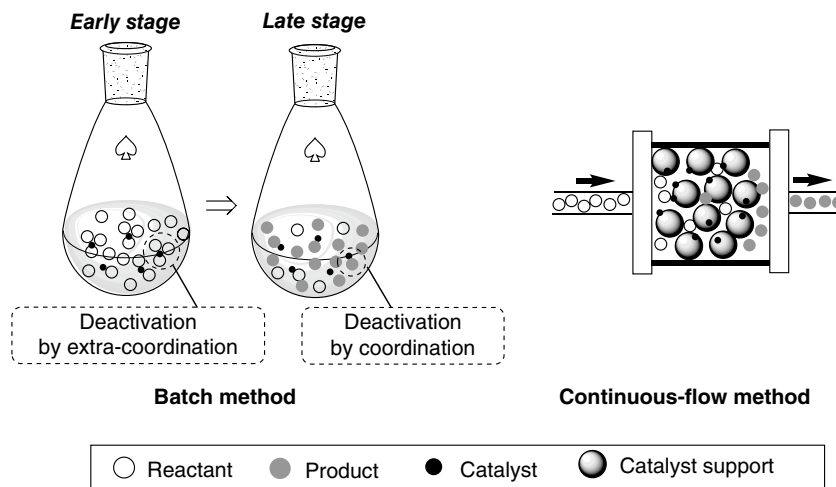 Early stage
Late stage
Deactivation
by extra-coordination
Deactivation
by coordination
Batch method
Continuous-flow method
Reactant
Product
Catalyst
Catalyst support